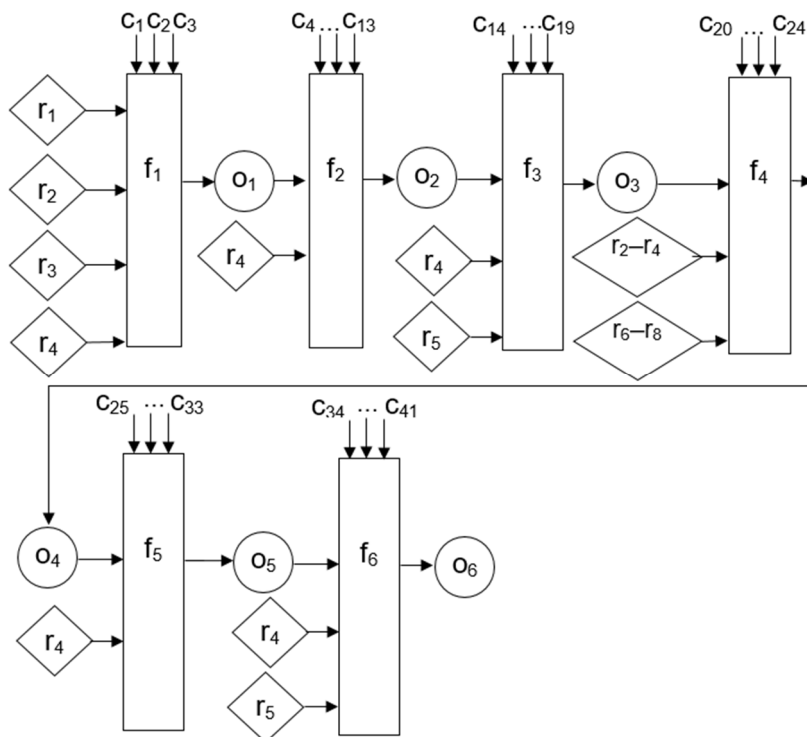 C₁ C₂ C₃ C₄ ... C₁₃ C₁₄ ... C₁₉ C₂₀ ... C₂₄
r₁
f₁ f₂ f₃ f₄
r₂ O₁ O₂ O₃
r₃ r₄ r₄ r₂–r₄
r₄ r₅ r₆–r₈
C₂₅ ... C₃₃ C₃₄ ... C₄₁
O₄ f₅ O₅ f₆ O₆
r₄ r₄
r₅